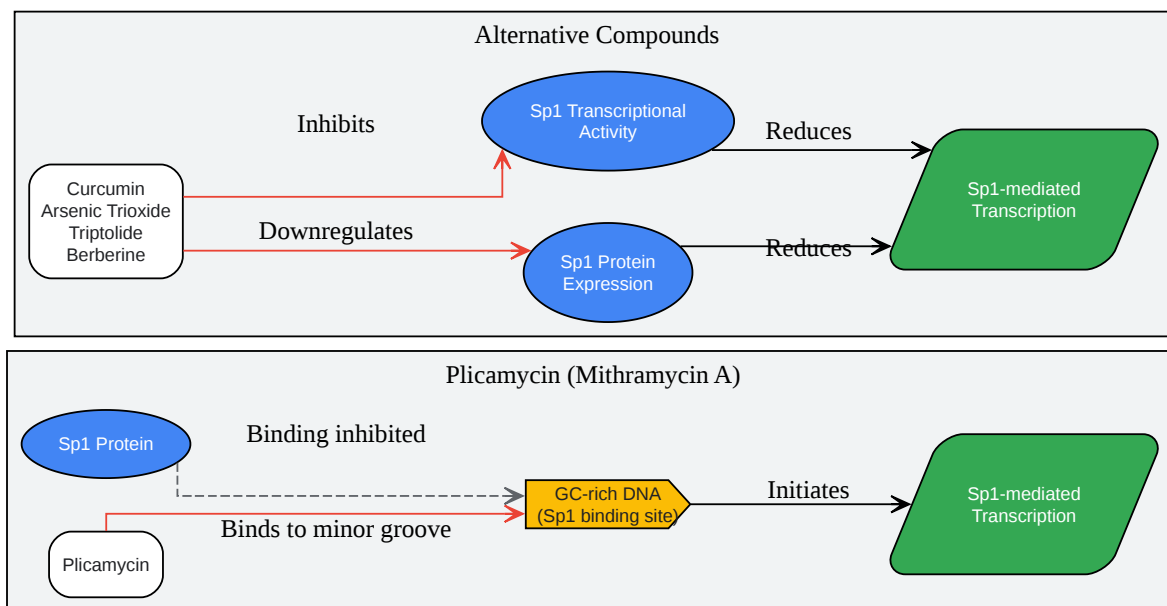 Alternative Compounds
Inhibits
Sp1 Transcriptional
Activity
Reduces
Curcumin
Arsenic Trioxide
Triptolide
Berberine
Downregulates
Sp1 Protein
Expression
Reduces
Sp1-mediated
Transcription
Plicamycin (Mithramycin A)
Sp1 Protein
Binding inhibited
Plicamycin
Binds to minor groove
GC-rich DNA
(Sp1 binding site)
Initiates
Sp1-mediated
Transcription